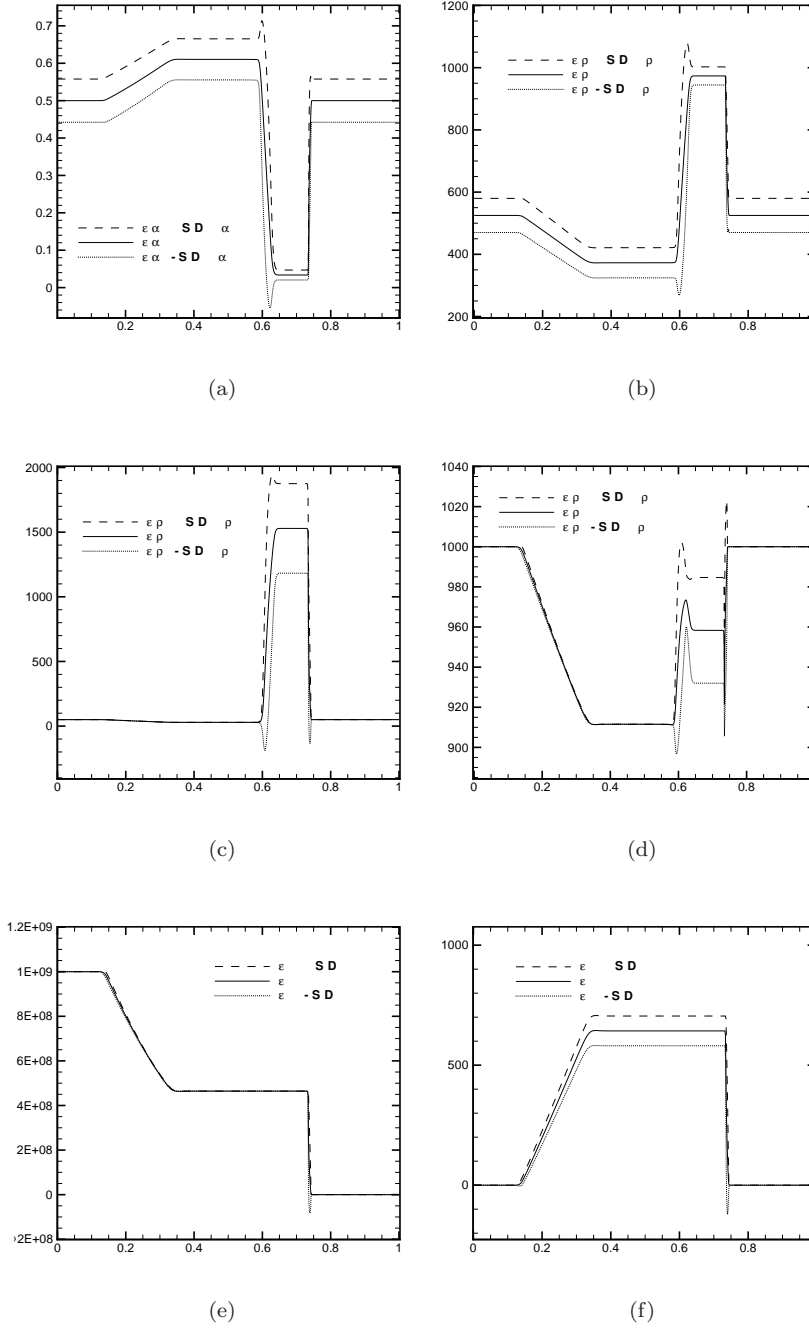 0.7
0.6
0.5
0.4
0.3
0.2
0.1
0
ε α SD α
ε α
ε α -SD α
0.2 0.4 0.6 0.8 1
(a)
1200
1000
800
600
400
200
ε ρ SD ρ
ε ρ
ε ρ -SD ρ
0 0.2 0.4 0.6 0.8
(b)
2000
1500
1000
500
0
ε ρ SD ρ
ε ρ
ε ρ -SD ρ
0 0.2 0.4 0.6 0.8 1
(c)
1040
1020
1000
980
960
940
920
900
ε ρ SD ρ
ε ρ
ε ρ -SD ρ
0 0.2 0.4 0.6 0.8
(d)
1.2E+09
1E+09
8E+08
6E+08
4E+08
2E+08
0
2E+08
ε SD
ε
ε -SD
0 0.2 0.4 0.6 0.8 1
(e)
1000
500
0
ε SD
ε
ε -SD
0 0.2 0.4 0.6 0.8
(f)